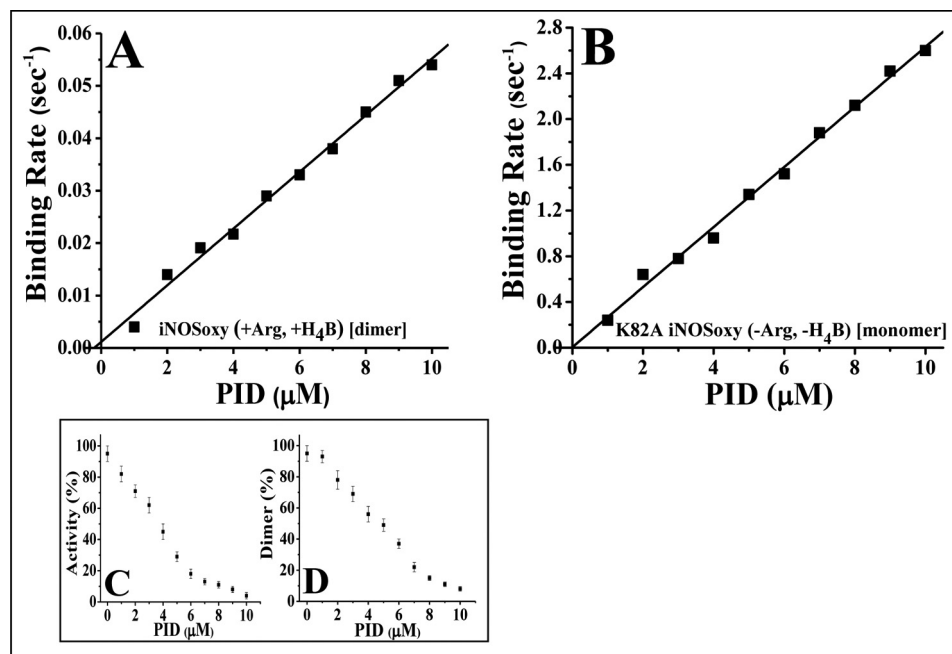 A
Binding Rate (sec⁻¹)
0.06
0.05
0.04
0.03
0.02
0.01
0.00
iNOSoxy (+Arg, +H₄B) [dimer]
2 4 6 8 10
PID (μM)
B
Binding Rate (sec⁻¹)
2.8
2.4
2.0
1.6
1.2
0.8
0.4
0.0
K82A iNOSoxy (-Arg, -H₄B) [monomer]
0 2 4 6 8 10
PID (μM)
C
Activity (%)
100
80
60
40
20
0
0 2 4 6 8 10
PID (μM)
D
Dimer (%)
100
80
60
40
20
0
0 2 4 6 8 10
PID (μM)